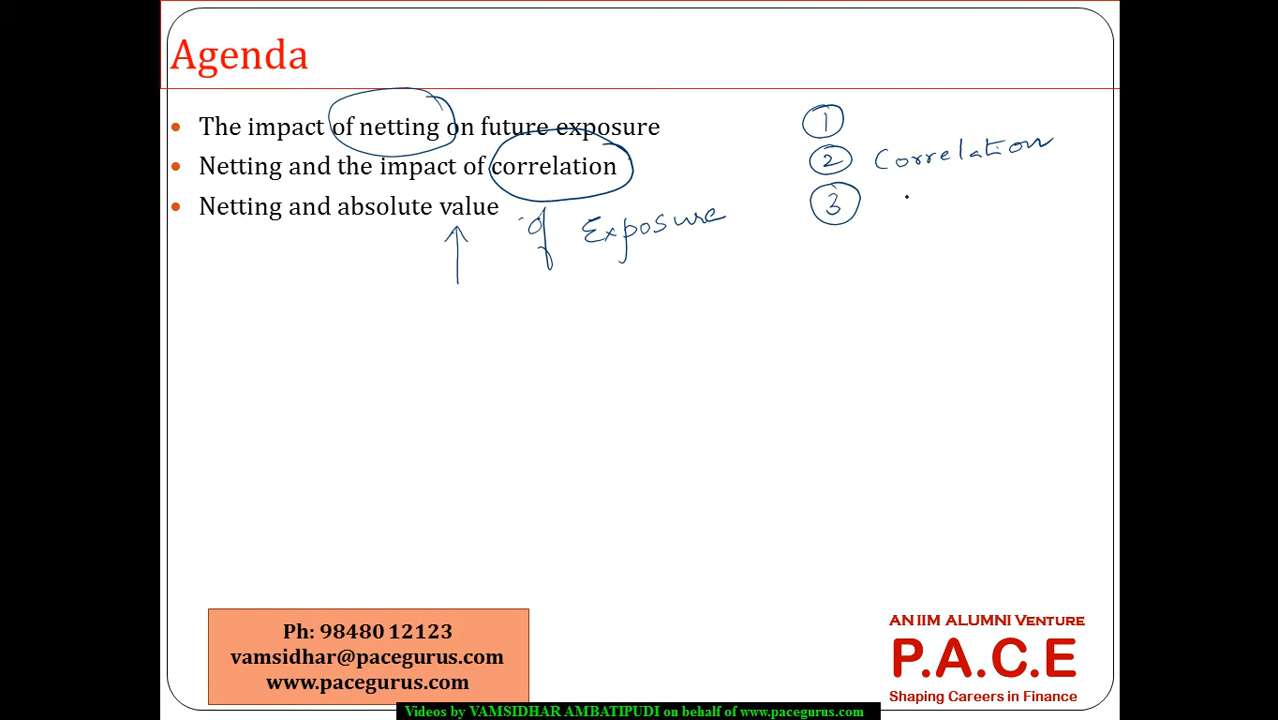 Agenda
• The impact of netting on future exposure
• Netting and the impact of correlation
• Netting and absolute value
of Exposure
1
2 Correlation
3
Ph: 98480 12123
vamsidhar@pacegurus.com
www.pacegurus.com
AN IIM ALUMNI VENTURE
P.A.C.E
Shaping Careers in Finance
Videos by VAMSIDHAR AMBATIPUDI on behalf of www.pacegurus.com